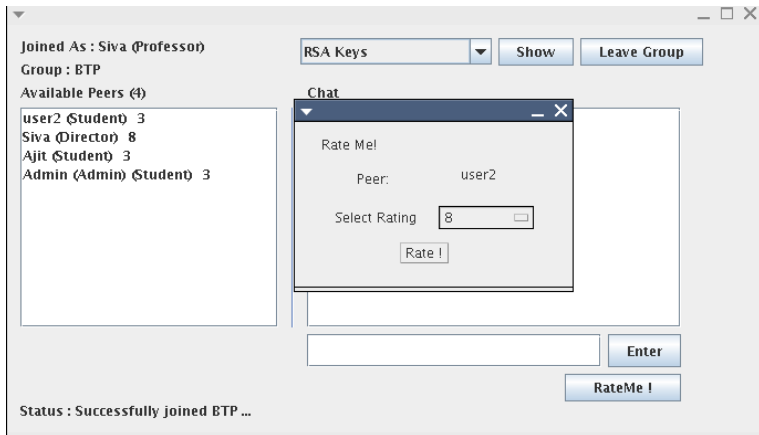 Joined As : Siva (Professor)
Group : BTP
RSA Keys
Show
Leave Group
Available Peers (4)
Chat
user2 (Student) 3
Siva (Director) 8
Ajit (Student) 3
Admin (Admin) (Student) 3
Rate Me!
Peer: user2
Select Rating 8
Rate !
Enter
RateMe !
Status : Successfully joined BTP ...